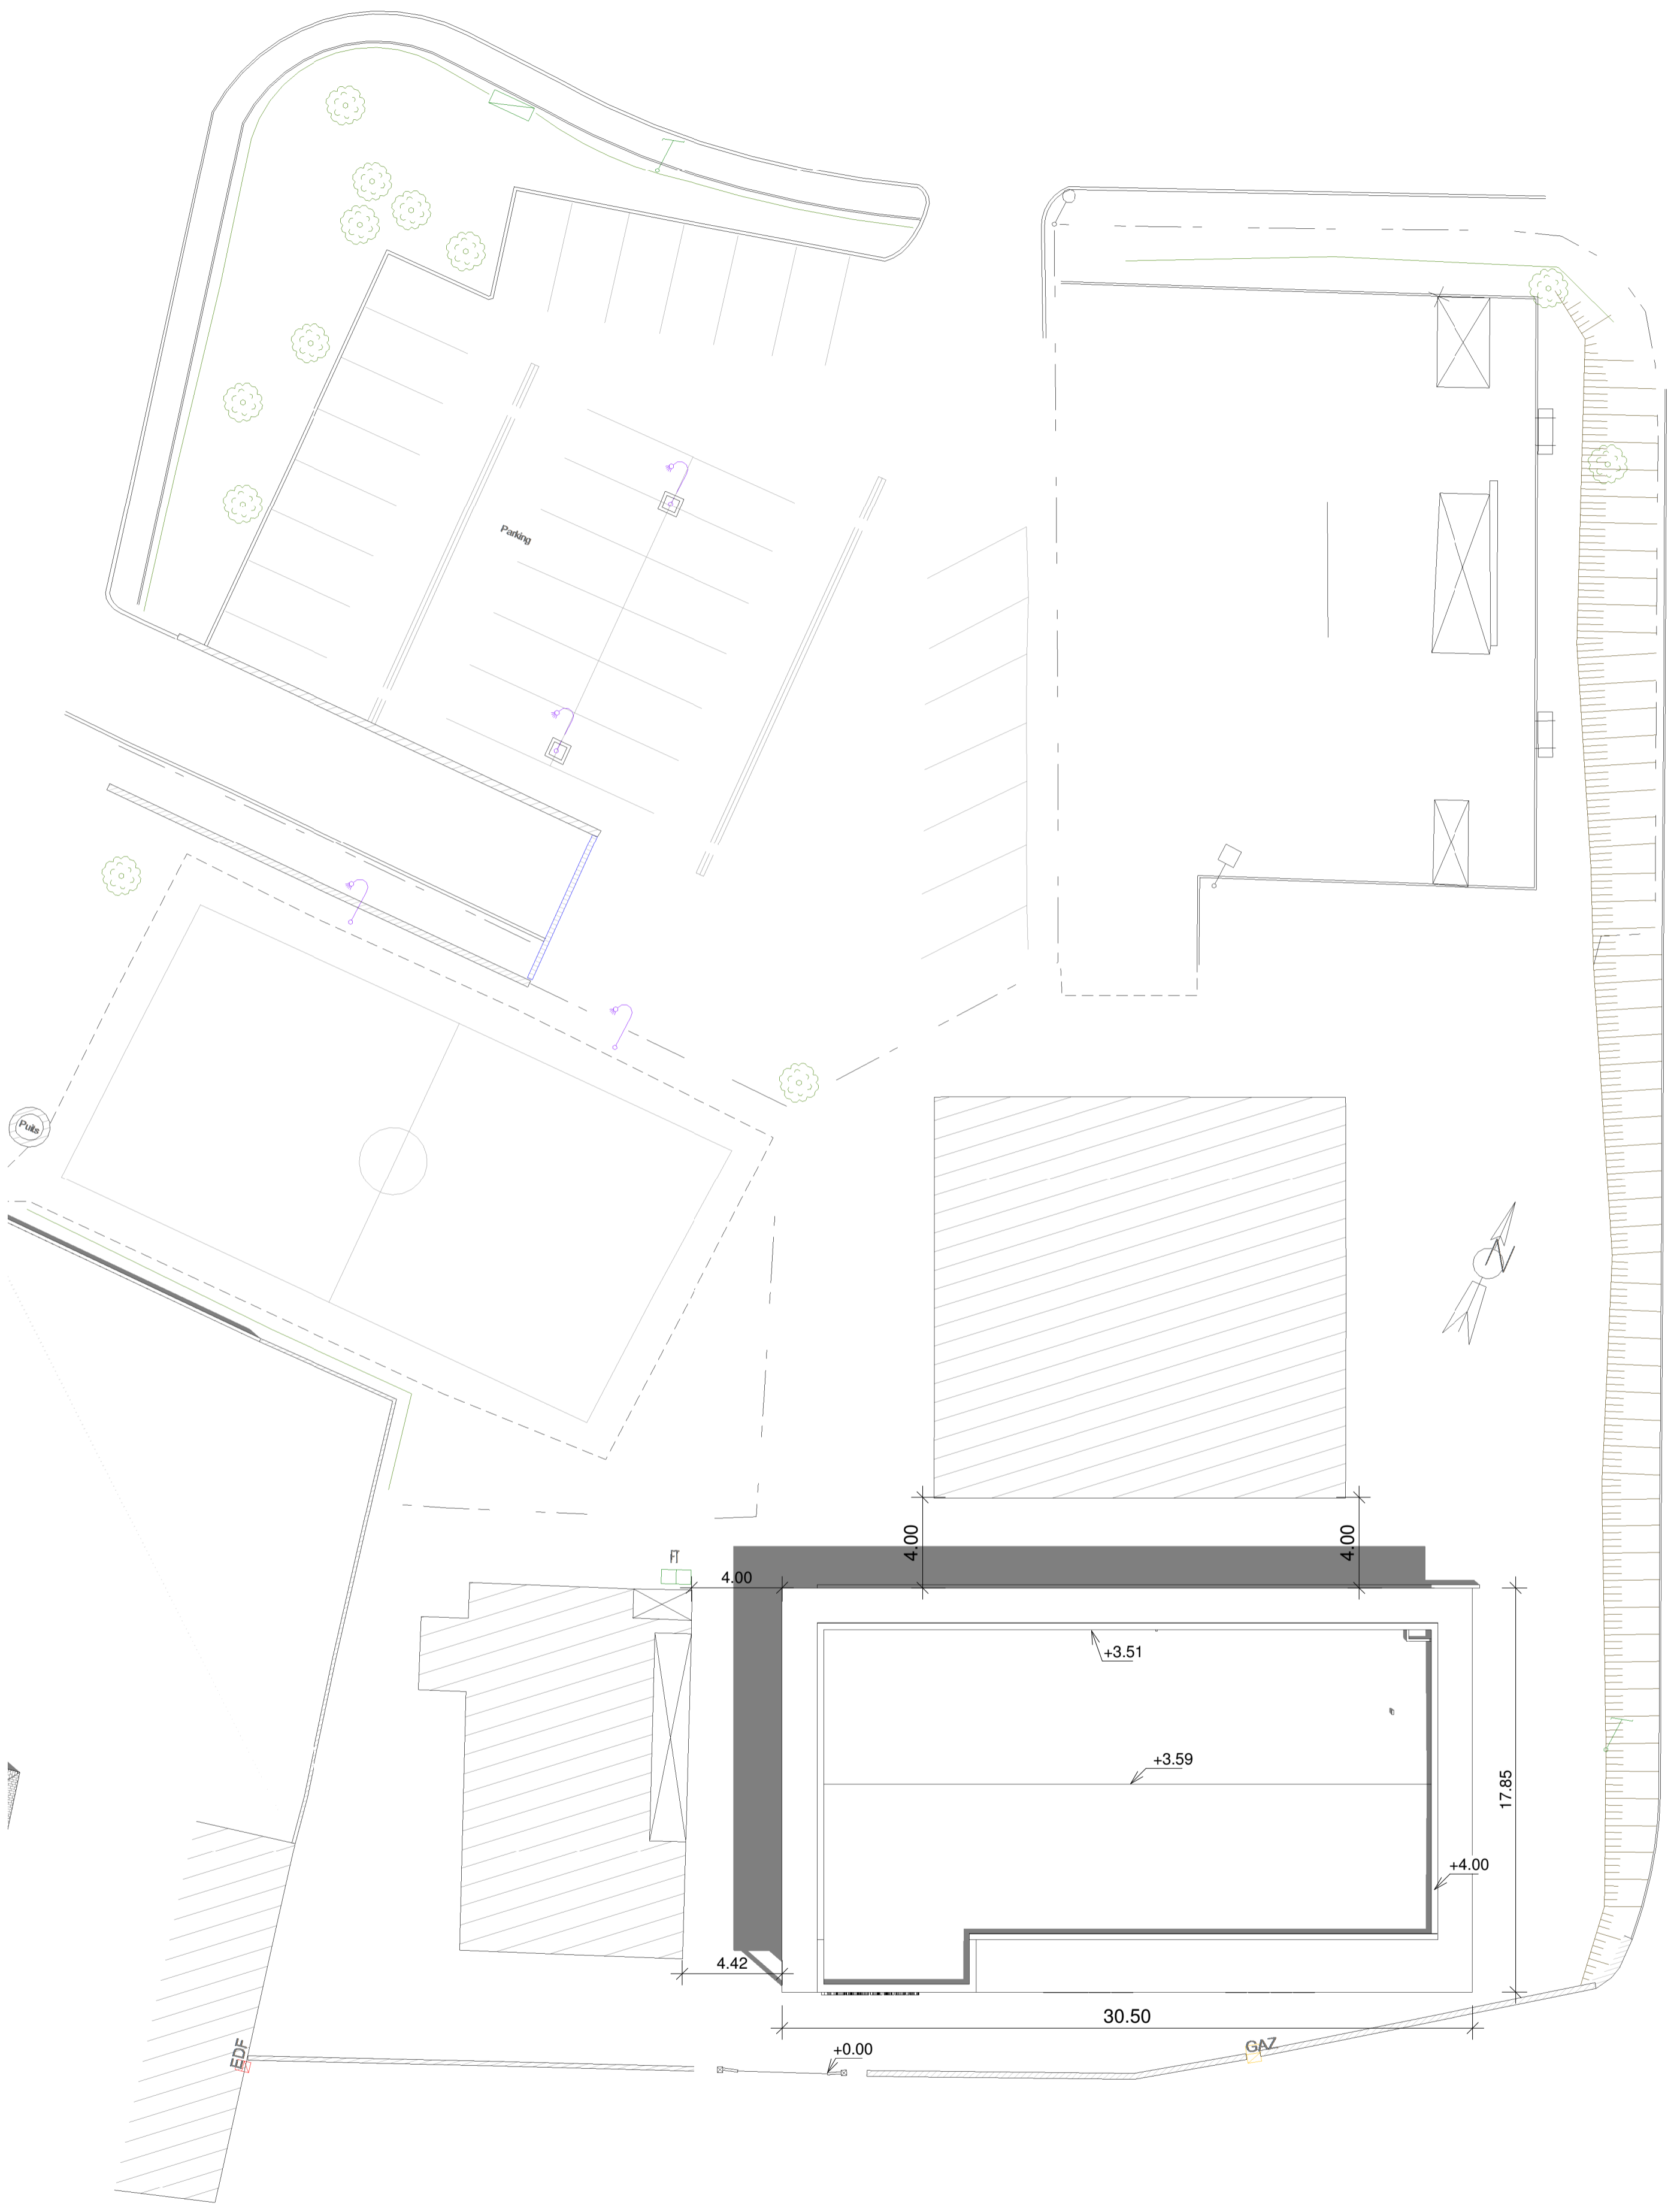 Parking
Puits
N
4.00
4.00
FT
4.00
+3.51
+3.59
17.85
+4.00
4.42
30.50
GAZ
EDF
+0.00